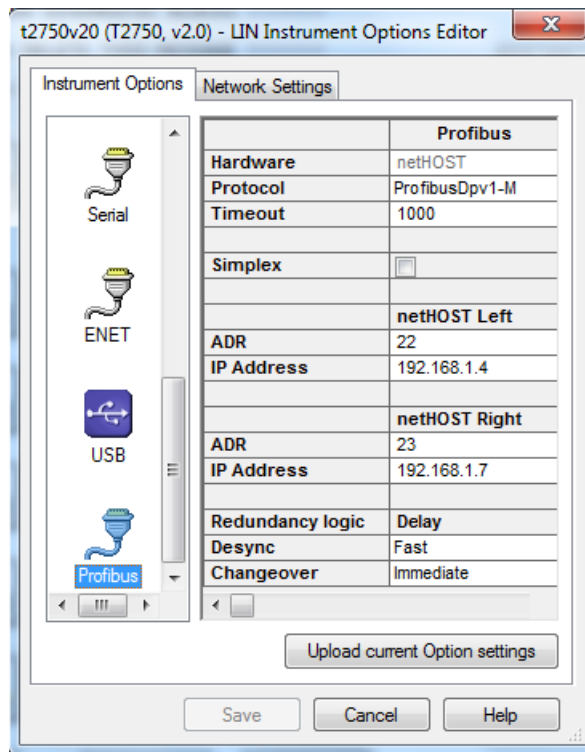 t2750v20 (T2750, v2.0) - LIN Instrument Options Editor
Instrument Options
Network Settings
Serial
ENET
USB
Profibus
Profibus
Hardware netHOST
Protocol ProfibusDpv1-M
Timeout 1000
Simplex
netHOST Left
ADR 22
IP Address 192.168.1.4
netHOST Right
ADR 23
IP Address 192.168.1.7
Redundancy logic Delay
Desync Fast
Changeover Immediate
Upload current Option settings
Save Cancel Help